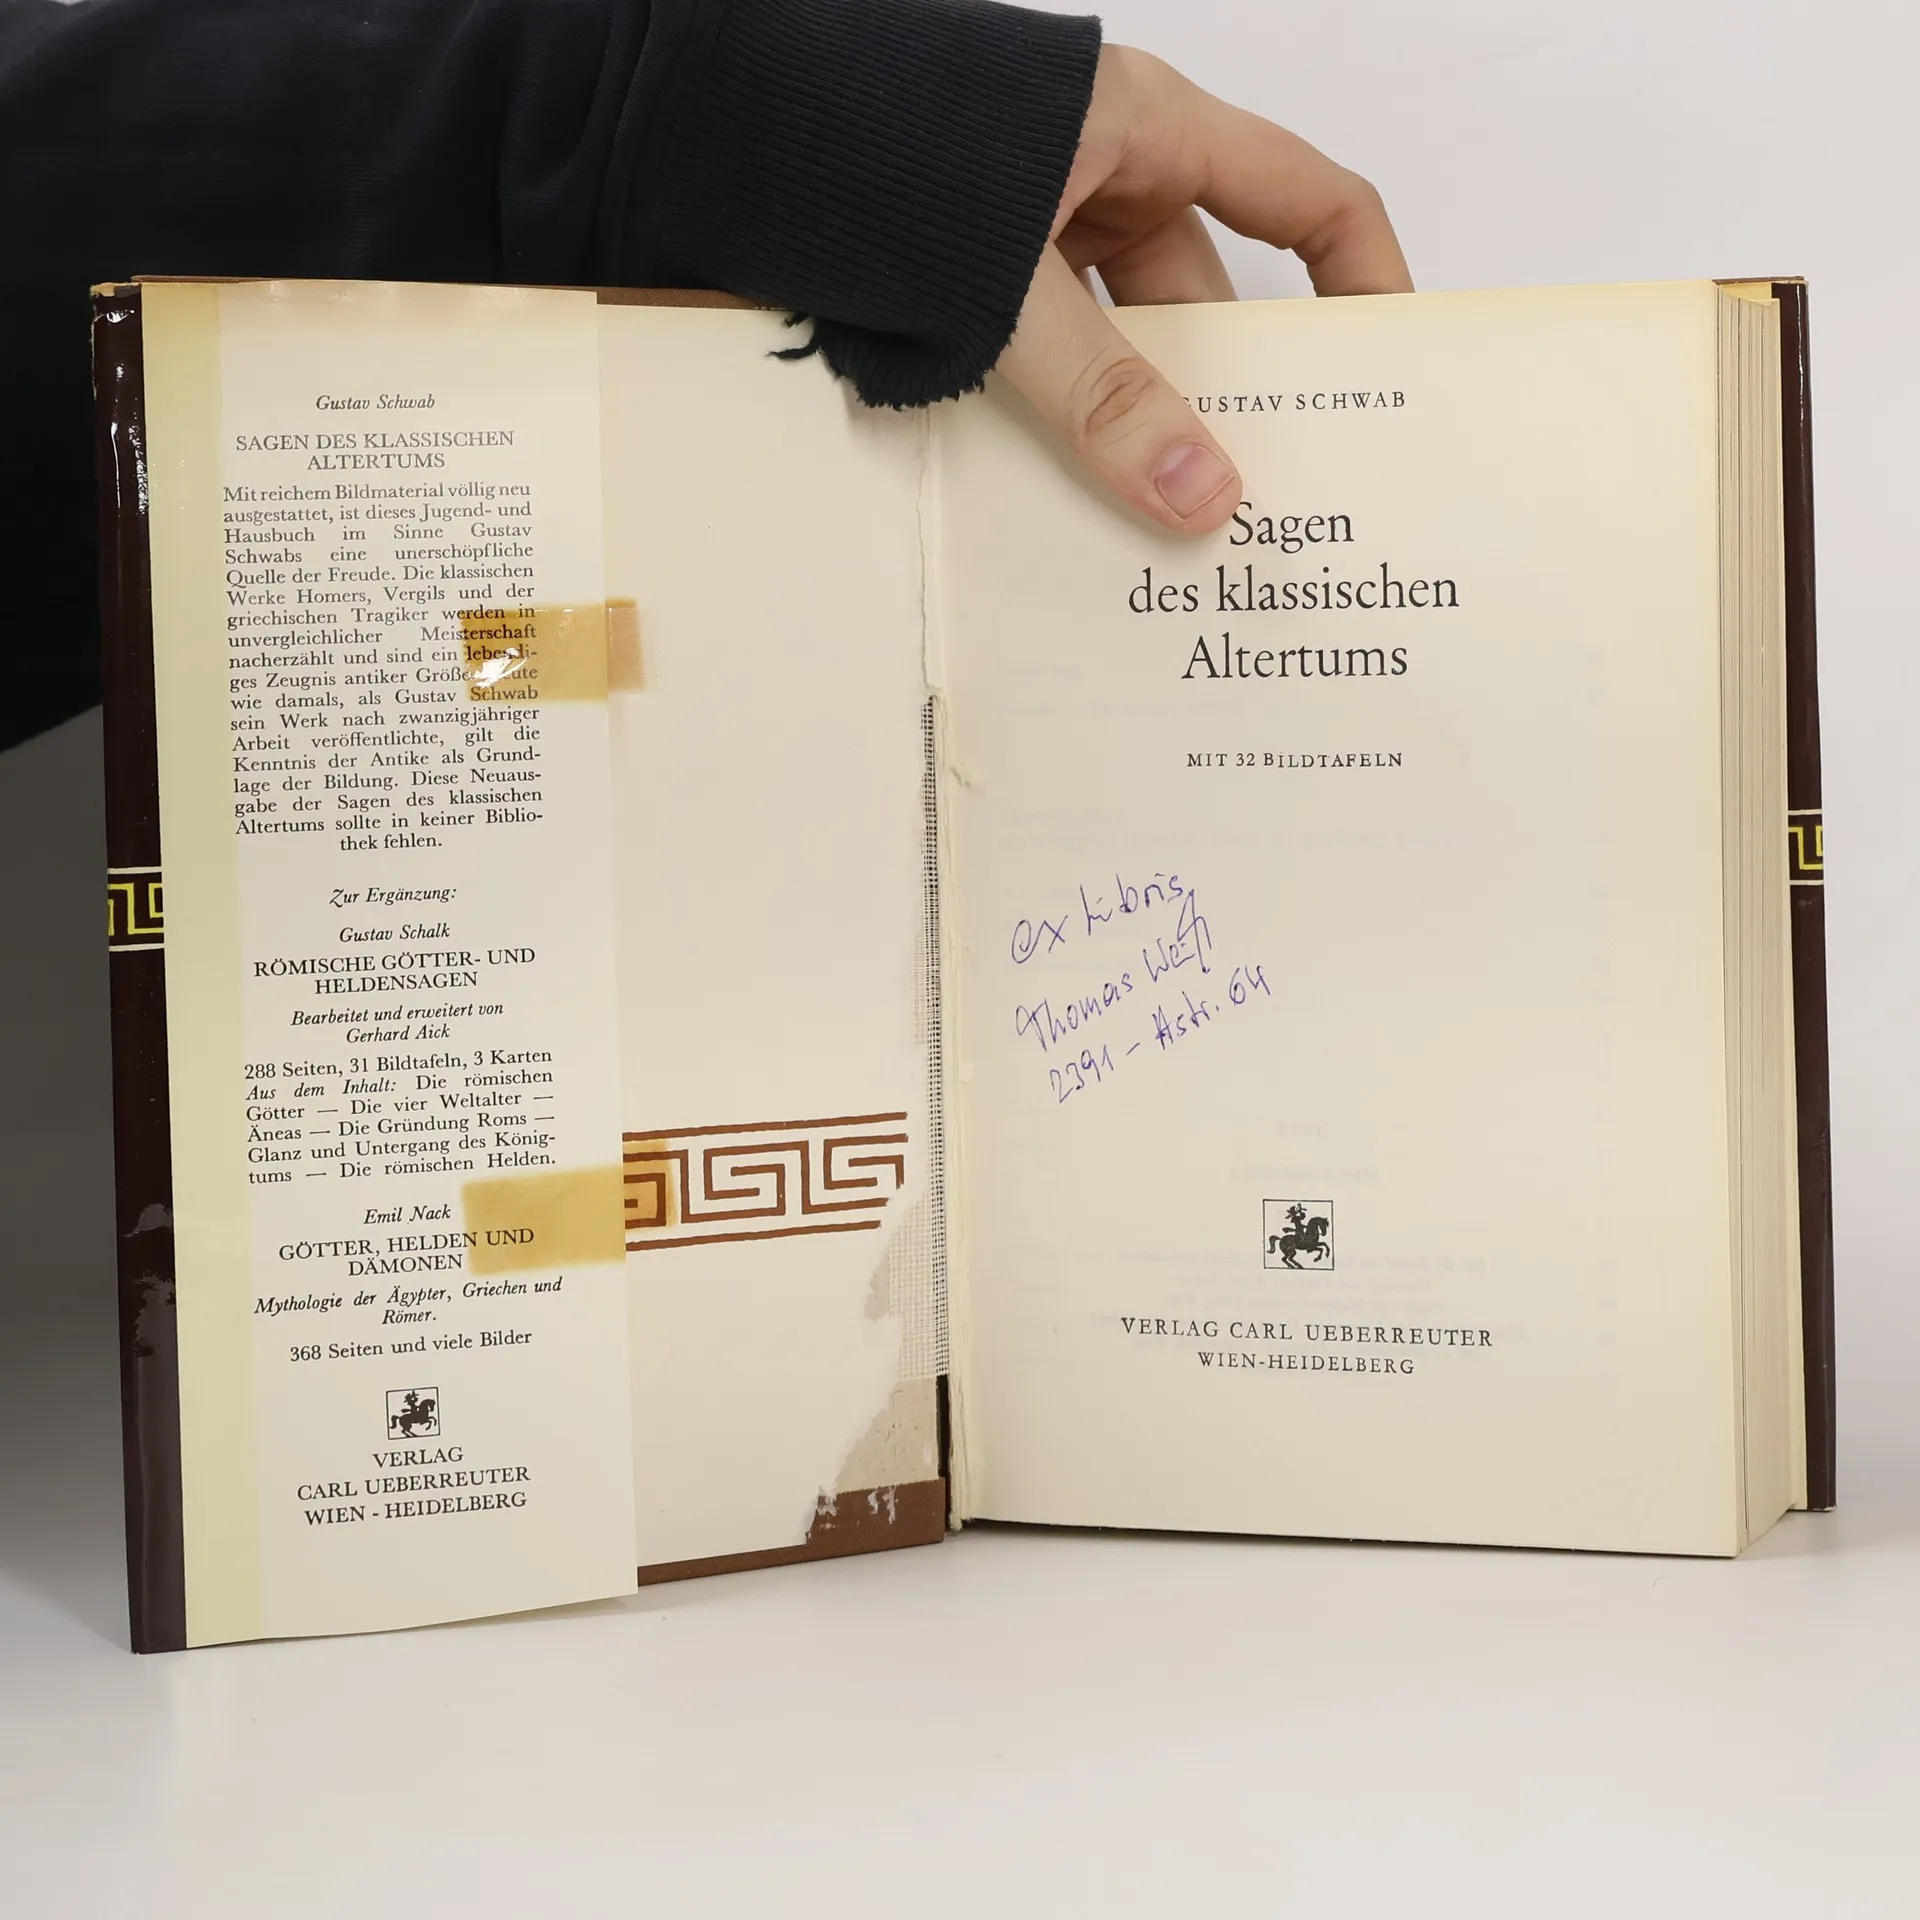 Gustav Schwab
SAGEN DES KLASSISCHEN
ALTERTUMS
Mit reichem Bildmaterial völlig neu
ausgestattet, ist dieses Jugend- und
Hausbuch im Sinne Gustav
Schwabs eine unerschöpfliche
Quelle der Freude. Die klassischen
Werke Homers, Vergils und der
griechischen Tragiker werden in
unvergleichlicher Meisterschaft
nacherzählt und sind ein lebendi-
ges Zeugnis antiker
wie damals, als Gustav Schwab
sein Werk nach zwanzigjähriger
Arbeit veröffentlichte, gilt die
Kenntnis der Antike als Grund-
lage der Bildung. Diese Neuaus-
gabe der Sagen des klassischen
Altertums sollte in keiner Biblio-
thek fehlen.
Zur Ergänzung:
Gustav Schalk
RÖMISCHE GÖTTER- UND
HELDENSAGEN
Bearbeitet und erweitert von
Gerhard Aick
288 Seiten, 31 Bildtafeln, 3 Karten
Aus dem Inhalt: Die römischen
Götter — Die vier Weltalter —
Äneas — Die Gründung Roms —
Glanz und Untergang des König-
tums — Die römischen Helden.
Emil Nack
GÖTTER, HELDEN UND
DÄMONEN
Mythologie der Ägypter, Griechen und
Römer.
368 Seiten und viele Bilder
VERLAG
CARL UEBERREUTER
WIEN - HEIDELBERG
GUSTAV SCHWAB
Sagen
des klassischen
Altertums
MIT 32 BILDTAFELN
ex libris
Thomas
2391 - Hstr. 64
VERLAG CARL UEBERREUTER
WIEN-HEIDELBERG